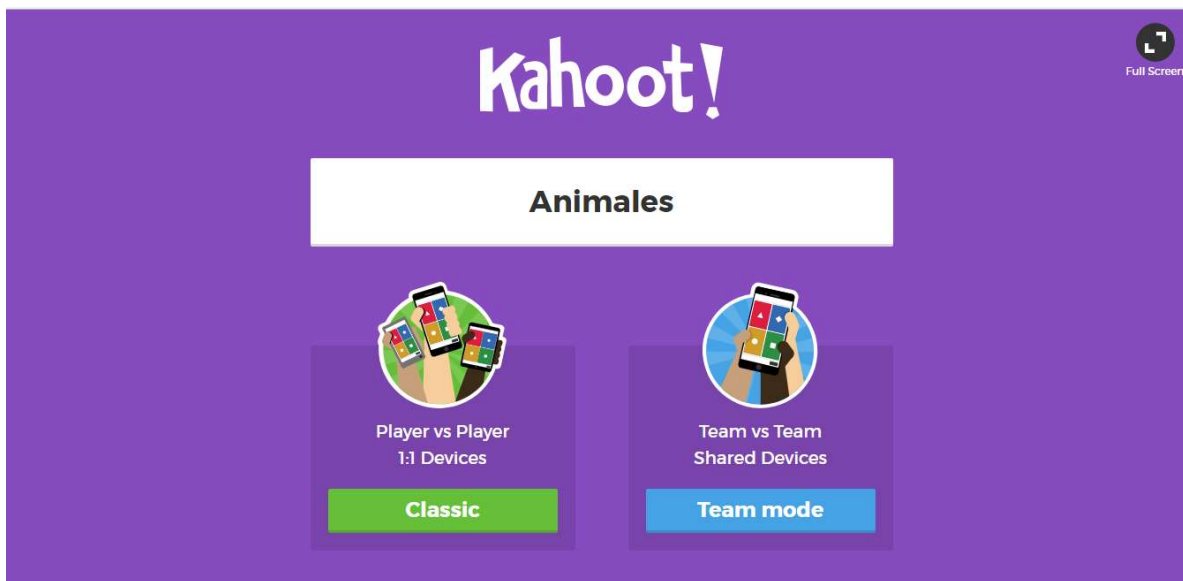 Kahoot!
Full Screen
Animales
Player vs Player
1:1 Devices
Classic
Team vs Team
Shared Devices
Team mode